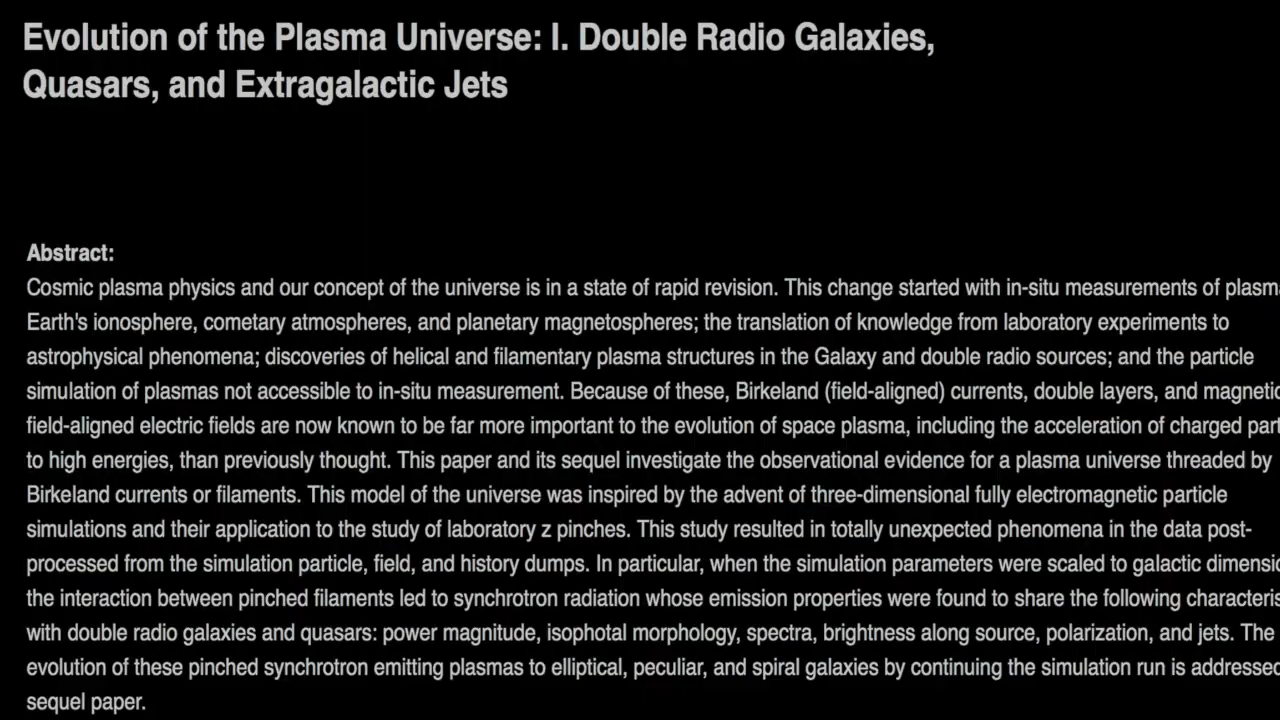 Evolution of the Plasma Universe: I. Double Radio Galaxies,
Quasars, and Extragalactic Jets
Abstract:
Cosmic plasma physics and our concept of the universe is in a state of rapid revision. This change started with in-situ measurements of
Earth's ionosphere, cometary atmospheres, and planetary magnetospheres; the translation of knowledge from laboratory experiments to
astrophysical phenomena; discoveries of helical and filamentary plasma structures in the Galaxy and double radio sources; and the particle
simulation of plasmas not accessible to in-situ measurement. Because of these, Birkeland (field-aligned) currents, double layers, and
field-aligned electric fields are now known to be far more important to the evolution of space plasma, including the acceleration of charged
to high energies, than previously thought. This paper and its sequel investigate the observational evidence for a plasma universe threaded by
Birkeland currents or filaments. This model of the universe was inspired by the advent of three-dimensional fully electromagnetic particle
simulations and their application to the study of laboratory z pinches. This study resulted in totally unexpected phenomena in the data post-
processed from the simulation particle, field, and history dumps. In particular, when the simulation parameters were scaled to galactic
the interaction between pinched filaments led to synchrotron radiation whose emission properties were found to share the following
with double radio galaxies and quasars: power magnitude, isophotal morphology, spectra, brightness along source, polarization, and jets. The
evolution of these pinched synchrotron emitting plasmas to elliptical, peculiar, and spiral galaxies by continuing the simulation run is addressed
sequel paper.